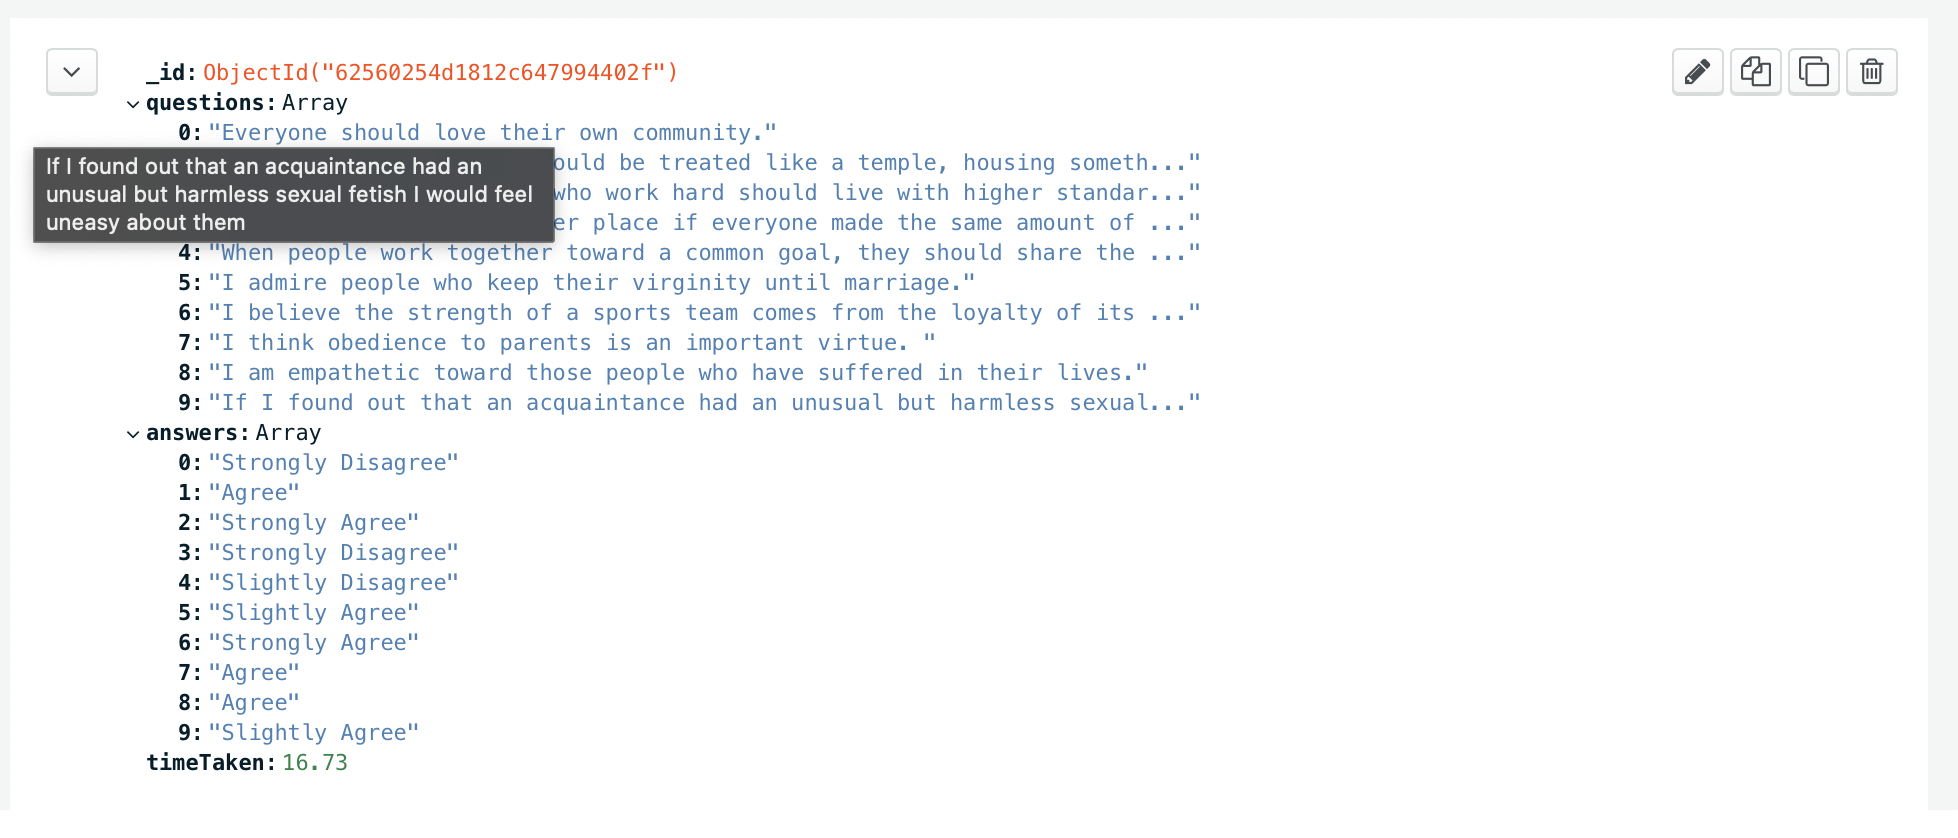 _id: ObjectId("62560254d1812c647994402f")
questions: Array
0: "Everyone should love their own community."
If I found out that an acquaintance had an
unusual but harmless sexual fetish I would feel
uneasy about them
ould be treated like a temple, housing someth..."
who work hard should live with higher standar..."
er place if everyone made the same amount of ..."
4: "When people work together toward a common goal, they should share the ..."
5: "I admire people who keep their virginity until marriage."
6: "I believe the strength of a sports team comes from the loyalty of its ..."
7: "I think obedience to parents is an important virtue. "
8: "I am empathetic toward those people who have suffered in their lives."
9: "If I found out that an acquaintance had an unusual but harmless sexual..."
answers: Array
0: "Strongly Disagree"
1: "Agree"
2: "Strongly Agree"
3: "Strongly Disagree"
4: "Slightly Disagree"
5: "Slightly Agree"
6: "Strongly Agree"
7: "Agree"
8: "Agree"
9: "Slightly Agree"
timeTaken: 16.73